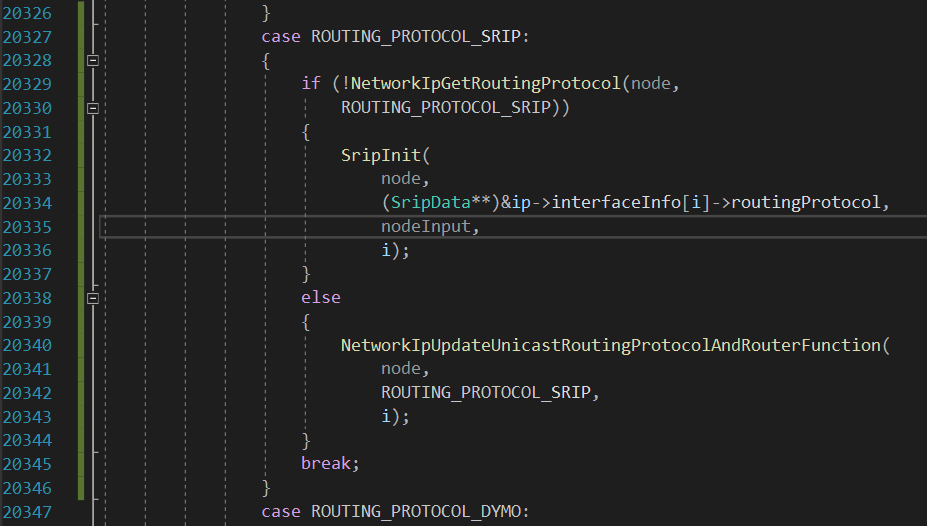 20326 }
20327 case ROUTING_PROTOCOL_SRIP:
20328 {
20329 if (!NetworkIpGetRoutingProtocol(node,
20330 ROUTING_PROTOCOL_SRIP))
20331 {
20332 SripInit(
20333 node,
20334 (SripData**)&ip->interfaceInfo[i]->routingProtocol,
20335 nodeInput,
20336 i);
20337 }
20338 else
20339 {
20340 NetworkIpUpdateUnicastRoutingProtocolAndRouterFunction(
20341 node,
20342 ROUTING_PROTOCOL_SRIP,
20343 i);
20344 }
20345 break;
20346 }
20347 case ROUTING_PROTOCOL_DYMO: